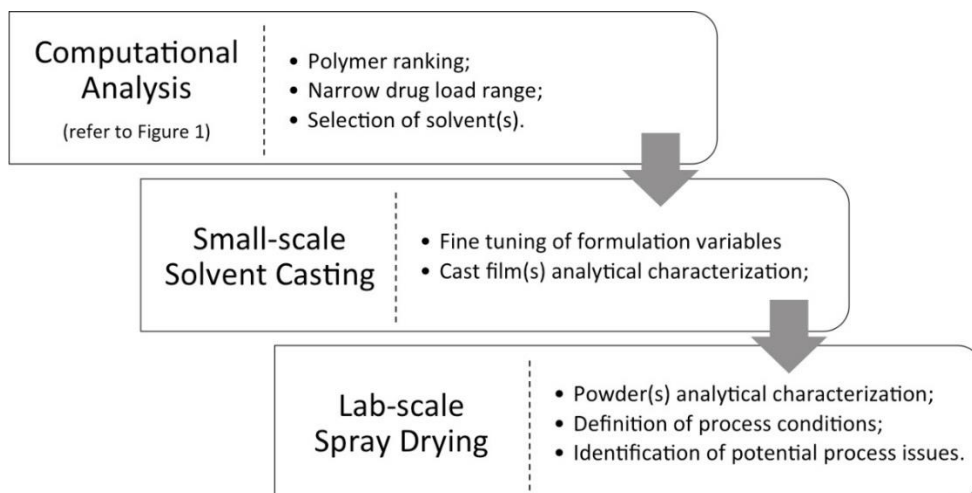 Computational
Analysis
(refer to Figure 1)
• Polymer ranking;
• Narrow drug load range;
• Selection of solvent(s).
Small-scale
Solvent Casting
• Fine tuning of formulation variables
• Cast film(s) analytical characterization;
Lab-scale
Spray Drying
• Powder(s) analytical characterization;
• Definition of process conditions;
• Identification of potential process issues.